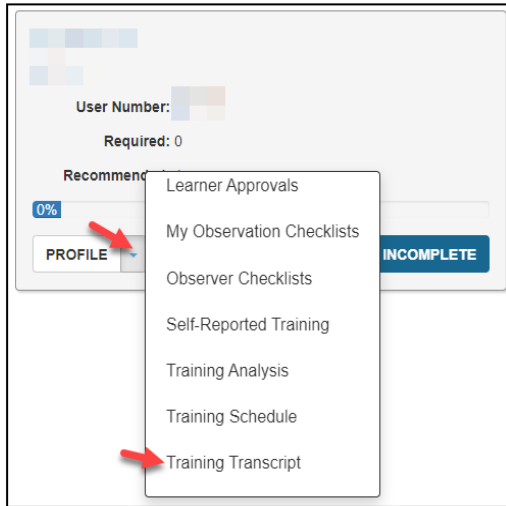 User Number:
Required: 0
Recommend
0%
PROFILE
INCOMPLETE
Learner Approvals
My Observation Checklists
Observer Checklists
Self-Reported Training
Training Analysis
Training Schedule
Training Transcript